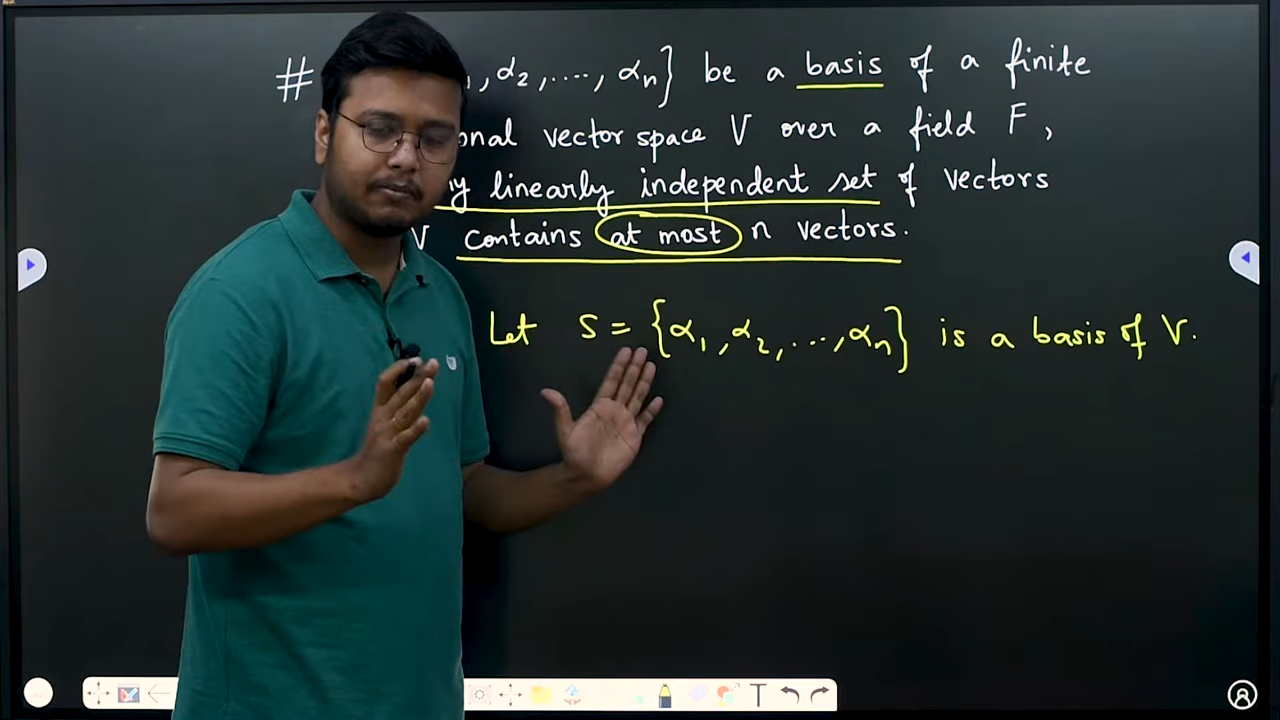 # , α₂, ...., αₙ} be a basis of a finite
vector space V over a field F,
linearly independent set of vectors
V contains at most n vectors.
Let S = {α₁, α₂, ..., αₙ} is a basis of V.
T